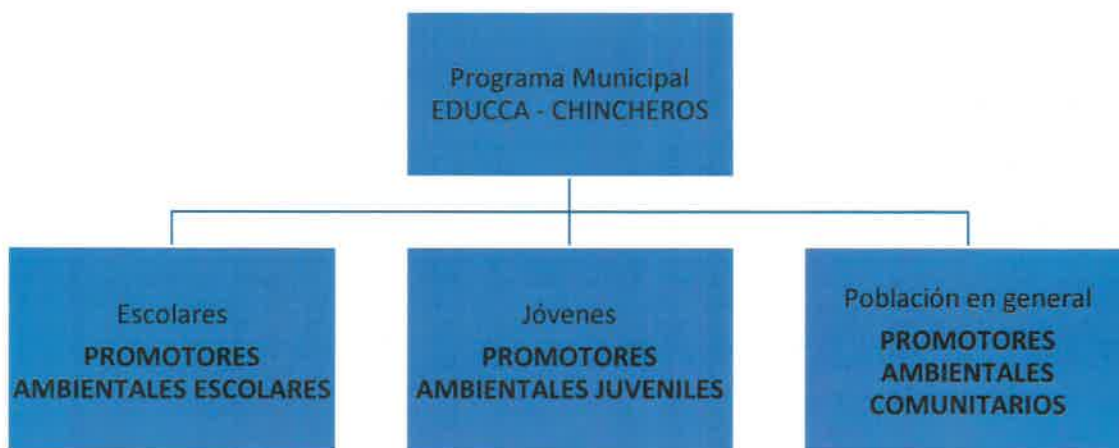 Programa Municipal
EDUCCA - CHINCHEROS
Escolares
PROMOTORES
AMBIENTALES ESCOLARES
Jóvenes
PROMOTORES
AMBIENTALES JUVENILES
Población en general
PROMOTORES
AMBIENTALES
COMUNITARIOS